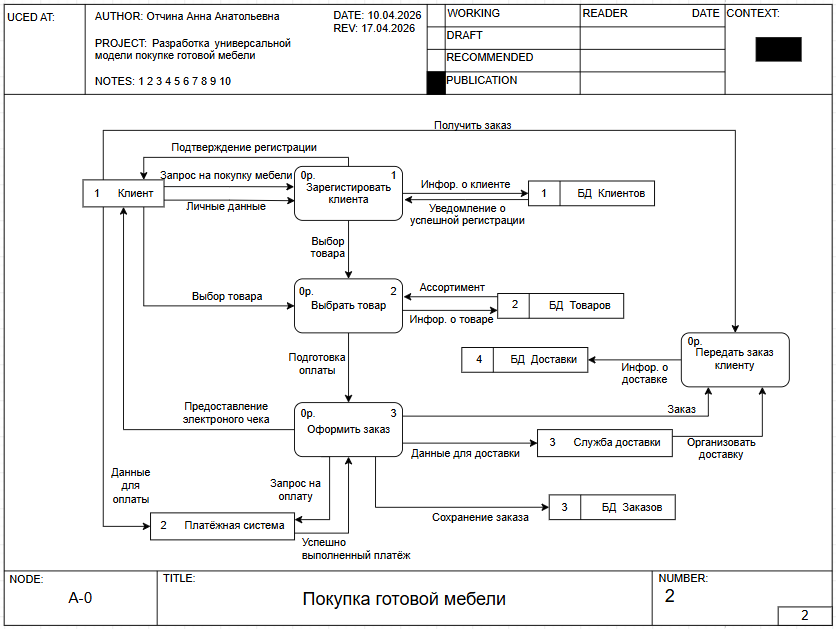 UCED AT:
AUTHOR: Отчина Анна Анатольевна
DATE: 10.04.2026
REV: 17.04.2026
PROJECT: Разработка универсальной
модели покупке готовой мебели
NOTES: 1 2 3 4 5 6 7 8 9 10
WORKING
DRAFT
RECOMMENDED
PUBLICATION
READER
DATE
CONTEXT:
Получить заказ
Подтверждение регистрации
Запрос на покупку мебели
Личные данные
1 Клиент
0р.
1
Зарегистировать
клиента
Инфор. о клиенте
Уведомление о
успешной регистрации
1 БД Клиентов
Выбор
товара
Выбор товара
0р.
2
Выбрать товар
Ассортимент
Инфор. о товаре
2 БД Товаров
Подготовка
оплаты
4 БД Доставки
Инфор. о
доставке
0р.
Передать заказ
клиенту
Предоставление
электроного чека
0р.
3
Оформить заказ
Заказ
Данные для доставки
3 Служба доставки
Организовать
доставку
Данные
для
оплаты
Запрос на
оплату
2 Платёжная система
Успешно
выполненный платёж
Сохранение заказа
3 БД Заказов
NODE:
A-0
TITLE:
Покупка готовой мебели
NUMBER:
2
2